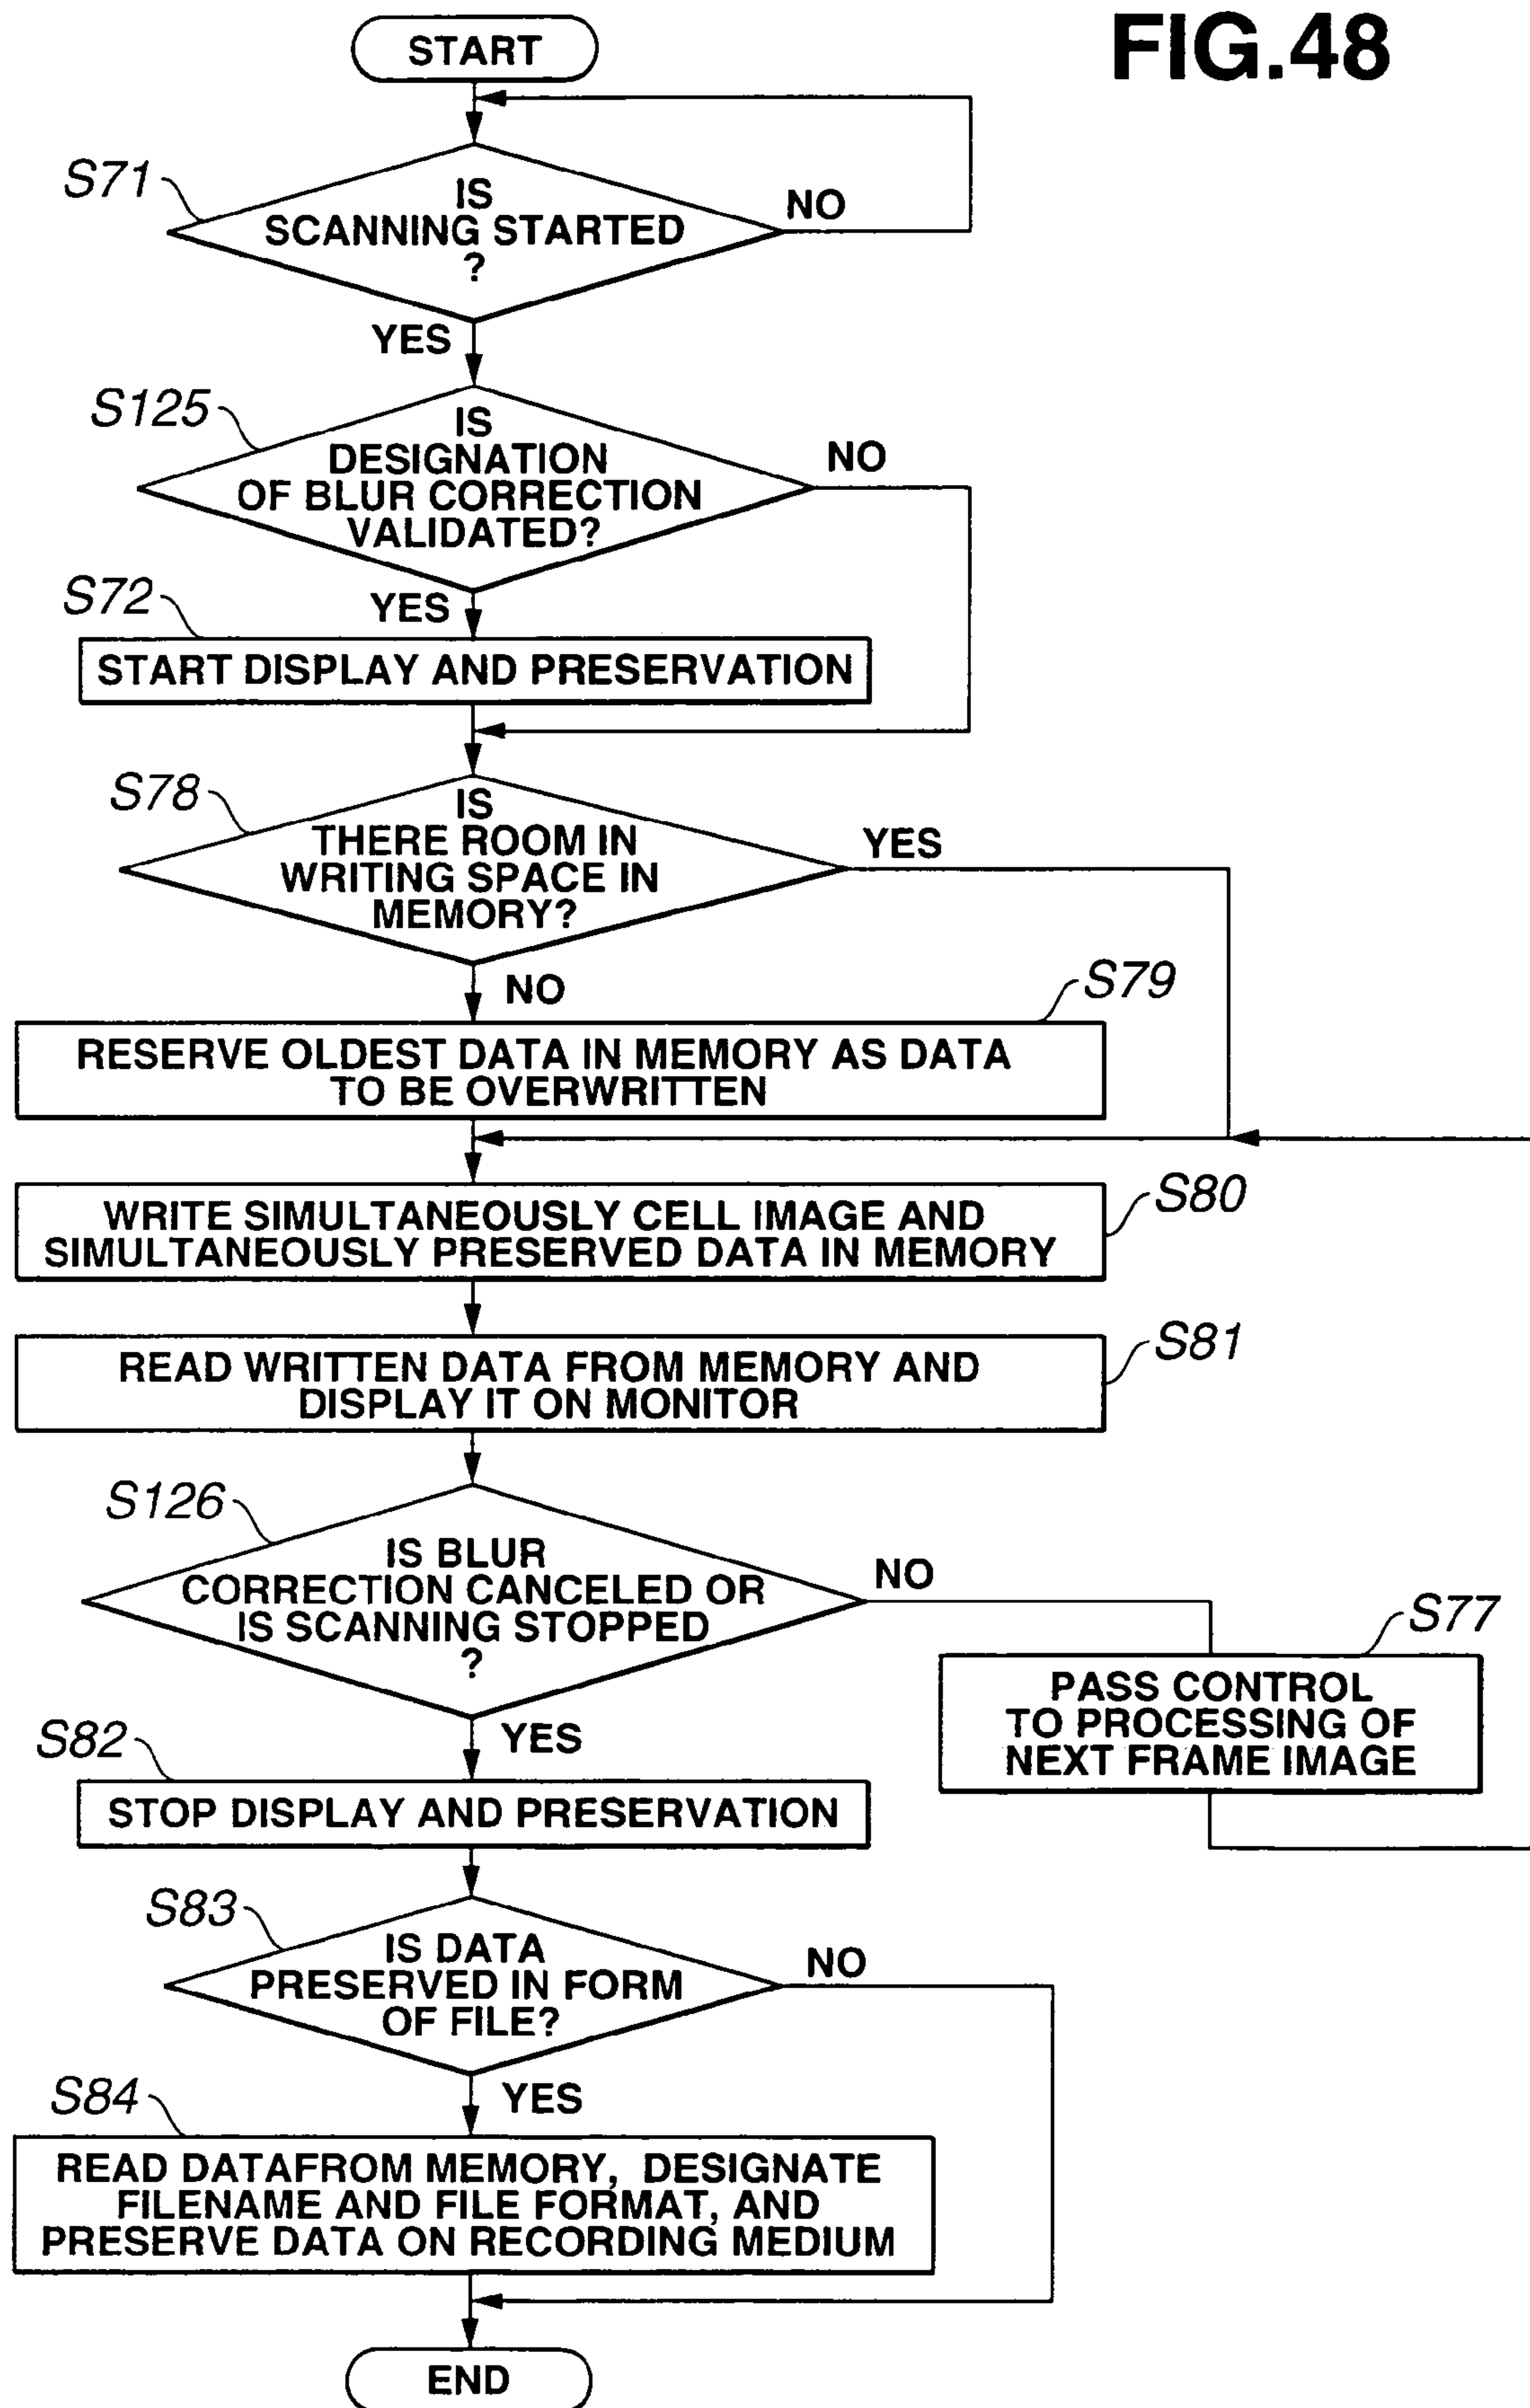 FIG.48
START
S71
IS
SCANNING STARTED
?
NO
YES
S125
IS
DESIGNATION
OF BLUR CORRECTION
VALIDATED?
NO
YES
S72
START DISPLAY AND PRESERVATION
S78
IS
THERE ROOM IN
WRITING SPACE IN
MEMORY?
YES
NO
S79
RESERVE OLDEST DATA IN MEMORY AS DATA
TO BE OVERWRITTEN
S80
WRITE SIMULTANEOUSLY CELL IMAGE AND
SIMULTANEOUSLY PRESERVED DATA IN MEMORY
S81
READ WRITTEN DATA FROM MEMORY AND
DISPLAY IT ON MONITOR
S126
IS BLUR
CORRECTION CANCELED OR
IS SCANNING STOPPED
?
NO
S77
PASS CONTROL
TO PROCESSING OF
NEXT FRAME IMAGE
YES
S82
STOP DISPLAY AND PRESERVATION
S83
IS DATA
PRESERVED IN FORM
OF FILE?
NO
YES
S84
READ DATAFROM MEMORY, DESIGNATE
FILENAME AND FILE FORMAT, AND
PRESERVE DATA ON RECORDING MEDIUM
END